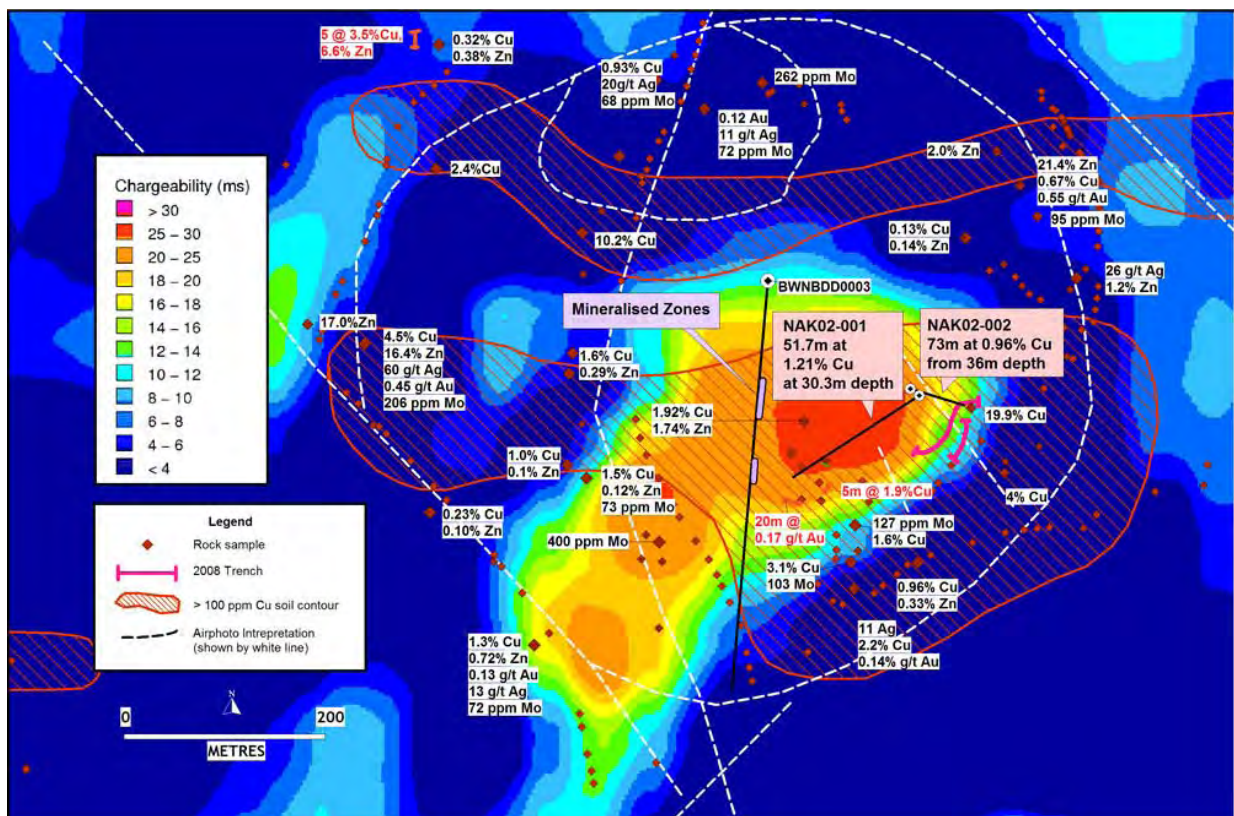 5 @ 3.5%Cu,
6.6% Zn
0.32% Cu
0.38% Zn
0.93% Cu
20g/t Ag
68 ppm Mo
262 ppm Mo
0.12 Au
11 g/t Ag
72 ppm Mo
2.4%Cu
2.0% Zn
21.4% Zn
0.67% Cu
0.55 g/t Au
95 ppm Mo
10.2% Cu
0.13% Cu
0.14% Zn
26 g/t Ag
1.2% Zn
Chargeability (ms)
> 30
25 – 30
20 – 25
18 – 20
16 – 18
14 – 16
12 – 14
10 – 12
8 – 10
6 – 8
4 – 6
< 4
BWNBDD0003
Mineralised Zones
NAK02-001
51.7m at
1.21% Cu
at 30.3m depth
NAK02-002
73m at 0.96% Cu
from 36m depth
17.0%Zn
4.5% Cu
16.4% Zn
60 g/t Ag
0.45 g/t Au
206 ppm Mo
1.6% Cu
0.29% Zn
1.92% Cu
1.74% Zn
19.9% Cu
1.0% Cu
0.1% Zn
1.5% Cu
0.12% Zn
73 ppm Mo
5m @ 1.9%Cu
4% Cu
0.23% Cu
0.10% Zn
20m @
0.17 g/t Au
127 ppm Mo
1.6% Cu
400 ppm Mo
3.1% Cu
103 Mo
0.96% Cu
0.33% Zn
11 Ag
2.2% Cu
0.14% g/t Au
1.3% Cu
0.72% Zn
0.13 g/t Au
13 g/t Ag
72 ppm Mo
Legend
Rock sample
2008 Trench
> 100 ppm Cu soil contour
Airphoto Intrepretation
(shown by white line)
N
0 200
METRES